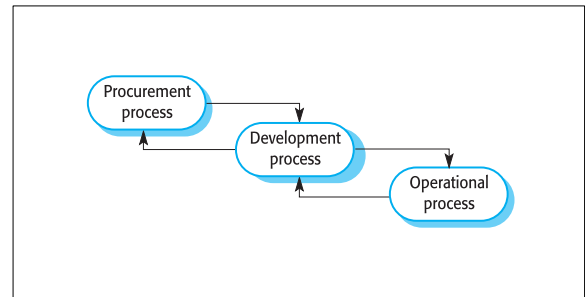 Procurement
process
Development
process
Operational
process